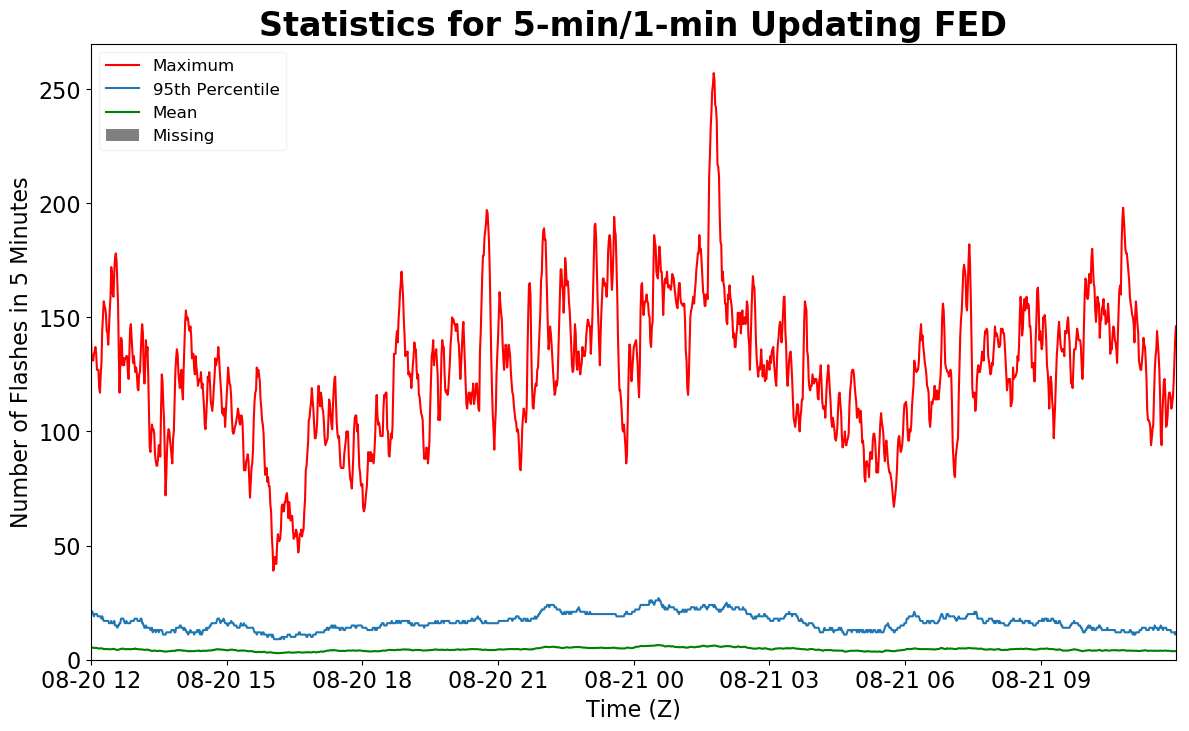 Statistics for 5-min/1-min Updating FED
Maximum
95th Percentile
Mean
Missing
Number of Flashes in 5 Minutes
250
200
150
100
50
0
08-20 12 08-20 15 08-20 18 08-20 21 08-21 00 08-21 03 08-21 06 08-21 09
Time (Z)